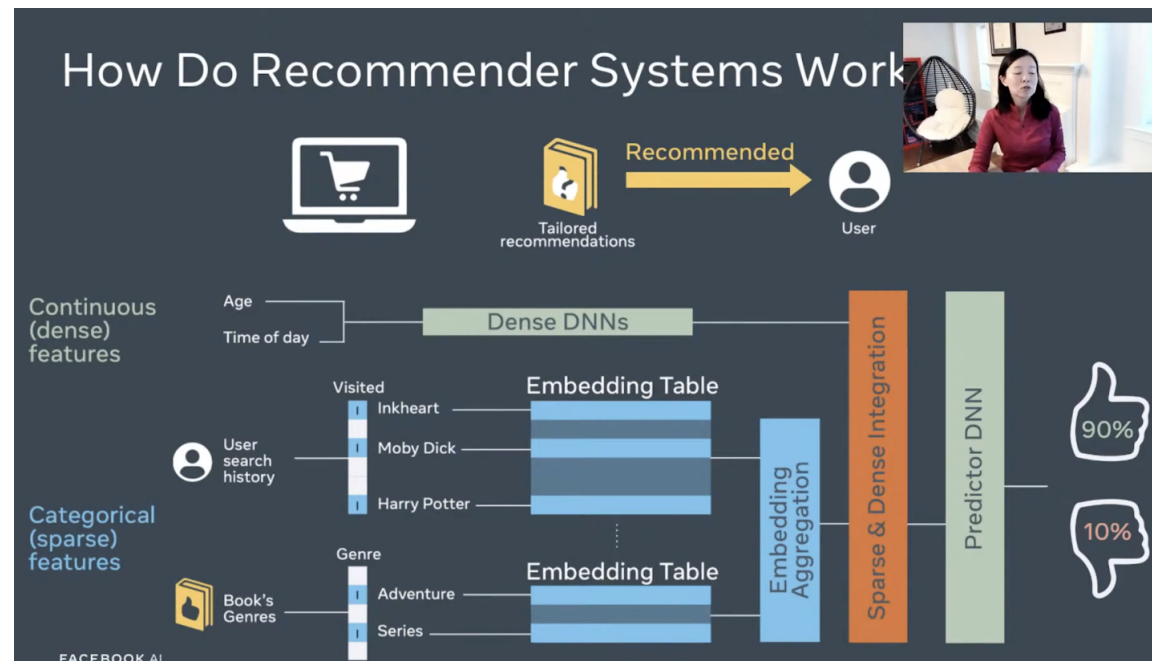 How Do Recommender Systems Work
Recommended
Tailored
recommendations
User
Continuous
(dense)
features
Age
Time of day
Dense DNNs
Visited
Embedding Table
I
Inkheart
User
search
history
I
Moby Dick
I
Harry Potter
Categorical
(sparse)
features
Genre
Embedding Table
Book's
Genres
I
Adventure
I
Series
Embedding
Aggregation
Sparse & Dense Integration
Predictor DNN
90%
10%
FACEBOOK AI